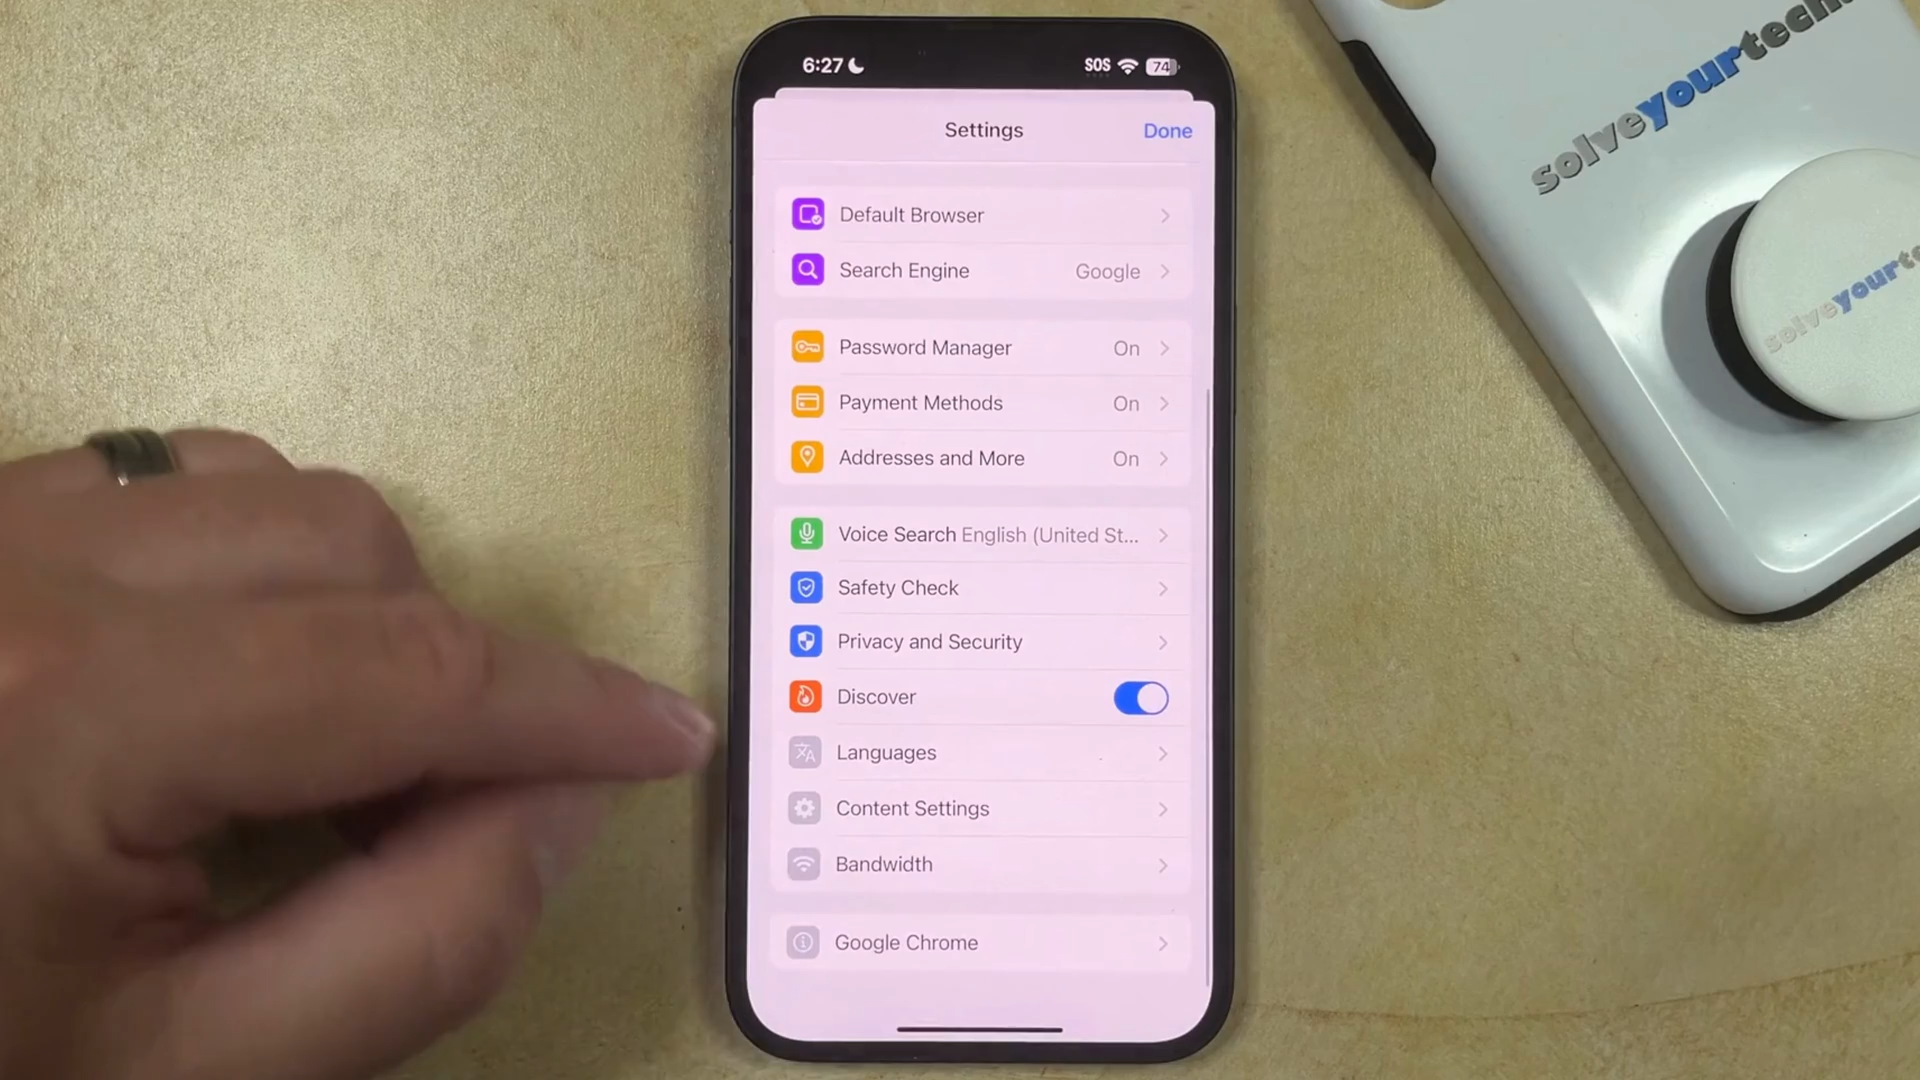 6:27
SOS
74
Settings
Done
Default Browser
Search Engine Google
Password Manager On
Payment Methods On
Addresses and More On
Voice Search English (United St...
Safety Check
Privacy and Security
Discover
Languages
Content Settings
Bandwidth
Google Chrome
solveyourtech
solveyourte